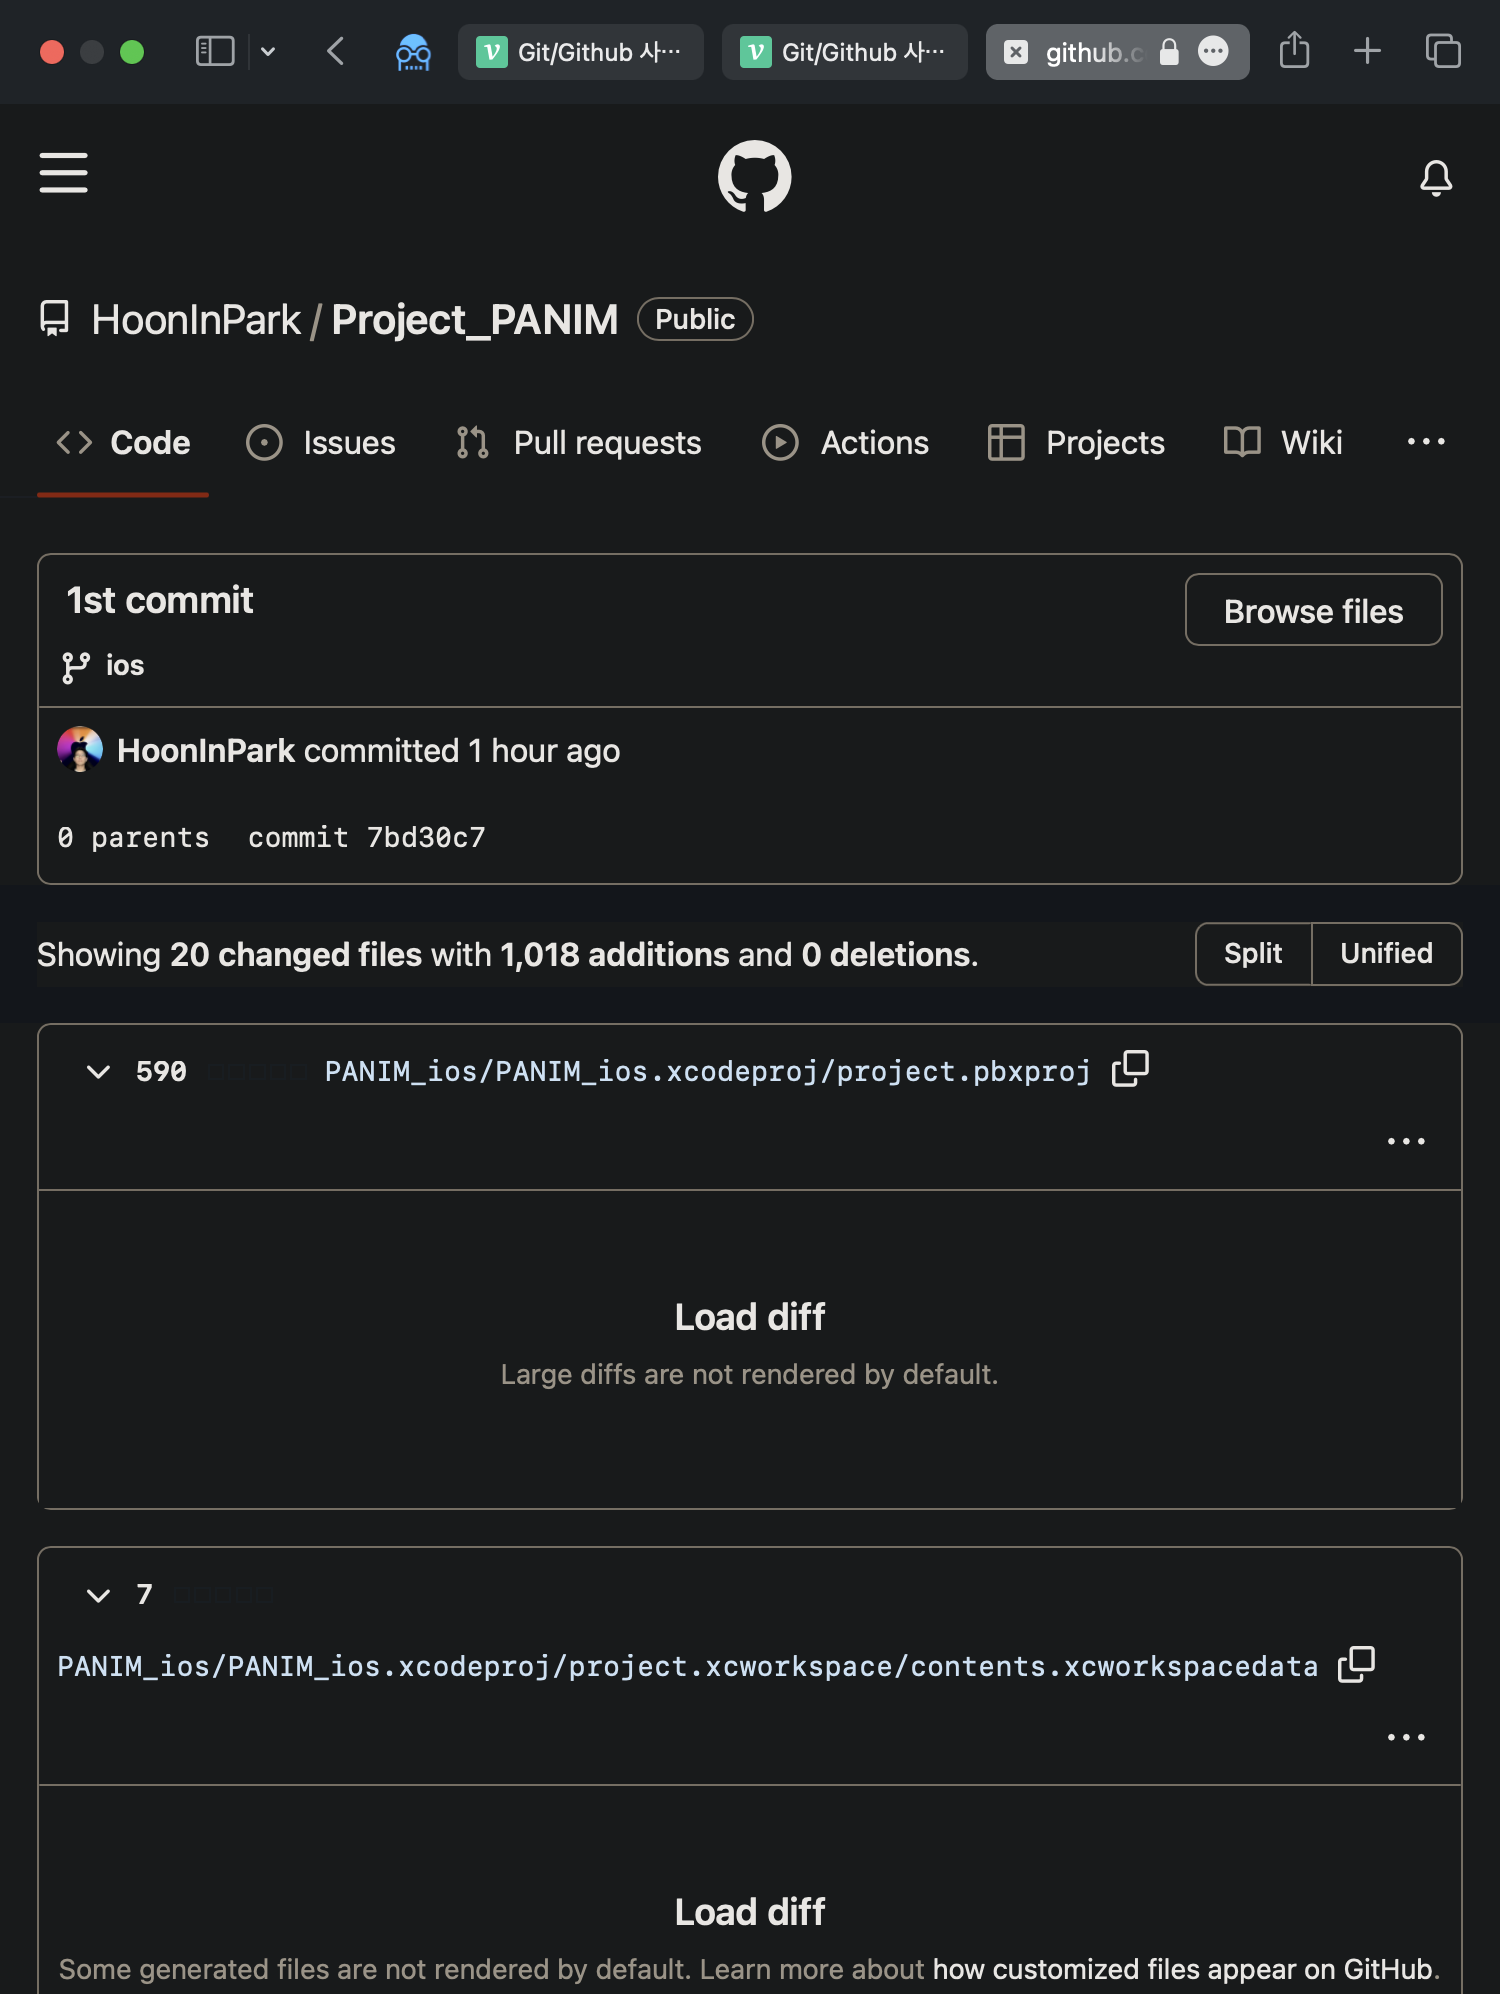 Git/Github 사…
Git/Github 사…
github.c
HoonInPark / Project_PANIM Public
Code Issues Pull requests Actions Projects Wiki
1st commit
Browse files
ios
HoonInPark committed 1 hour ago
0 parents commit 7bd30c7
Showing 20 changed files with 1,018 additions and 0 deletions.
Split Unified
590 PANIM_ios/PANIM_ios.xcodeproj/project.pbxproj
Load diff
Large diffs are not rendered by default.
7
PANIM_ios/PANIM_ios.xcodeproj/project.xcworkspace/contents.xcworkspacedata
Load diff
Some generated files are not rendered by default. Learn more about how customized files appear on GitHub.